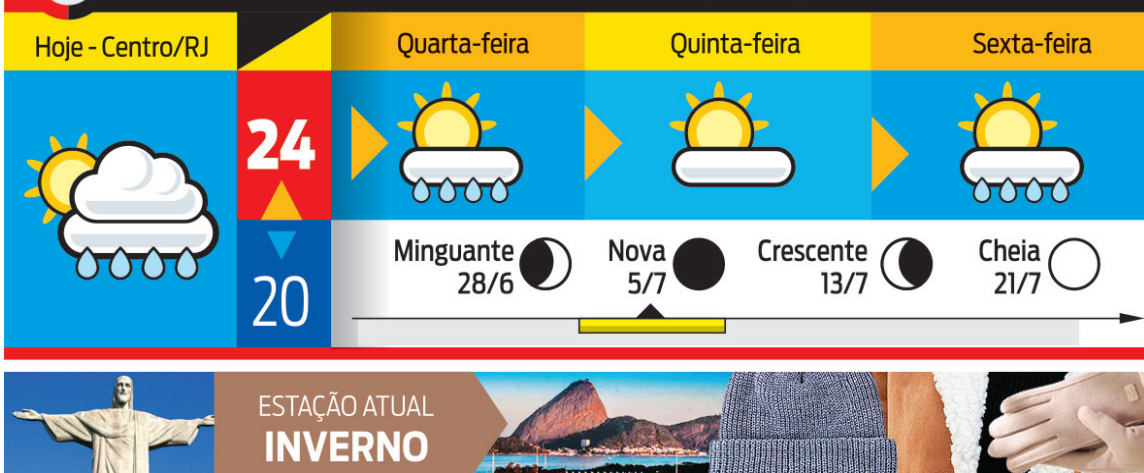 Hoje - Centro/RJ
Quarta-feira
Quinta-feira
Sexta-feira
24
20
Minguante
28/6
Nova
5/7
Crescente
13/7
Cheia
21/7
ESTAÇÃO ATUAL
INVERNO